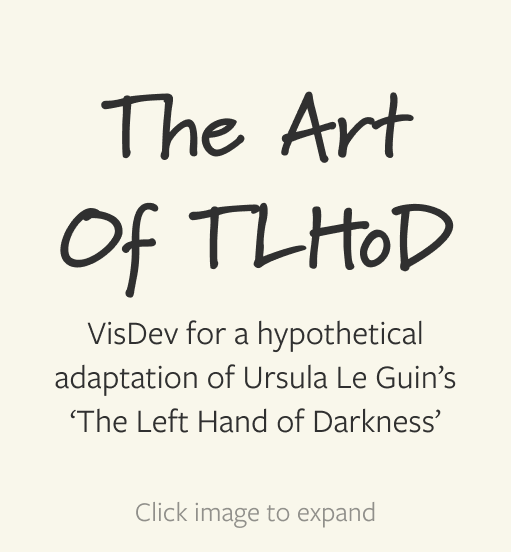 The Art
Of TLHoD
VisDev for a hypothetical
adaptation of Ursula Le Guin’s
‘The Left Hand of Darkness’
Click image to expand